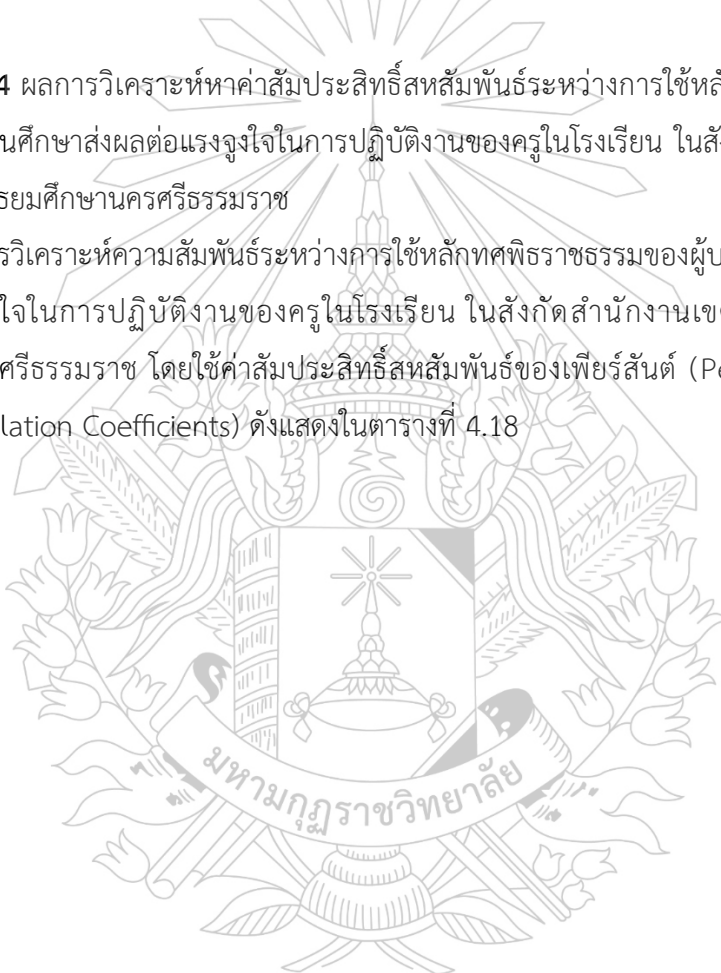 4 ผลการวิเคราะห์หาค่าสัมประสิทธิ์สหสัมพันธ์ระหว่างการใช้หลั
นศึกษาส่งผลต่อแรงจูงใจในการปฏิบัติงานของครูในโรงเรียน ในสั
ธยมศึกษานครศรีธรรมราช
รวิเคราะห์ความสัมพันธ์ระหว่างการใช้หลักทศพิธราชธรรมของผู้บ
ใจในการปฏิบัติงานของครูในโรงเรียน ในสังกัดสำนักงานเขต
ศรีธรรมราช โดยใช้ค่าสัมประสิทธิ์สหสัมพันธ์ของเพียร์สันต์ (Pe
lation Coefficients) ดังแสดงในตารางที่ 4.18
มหามกุฏราชวิทยาลัย